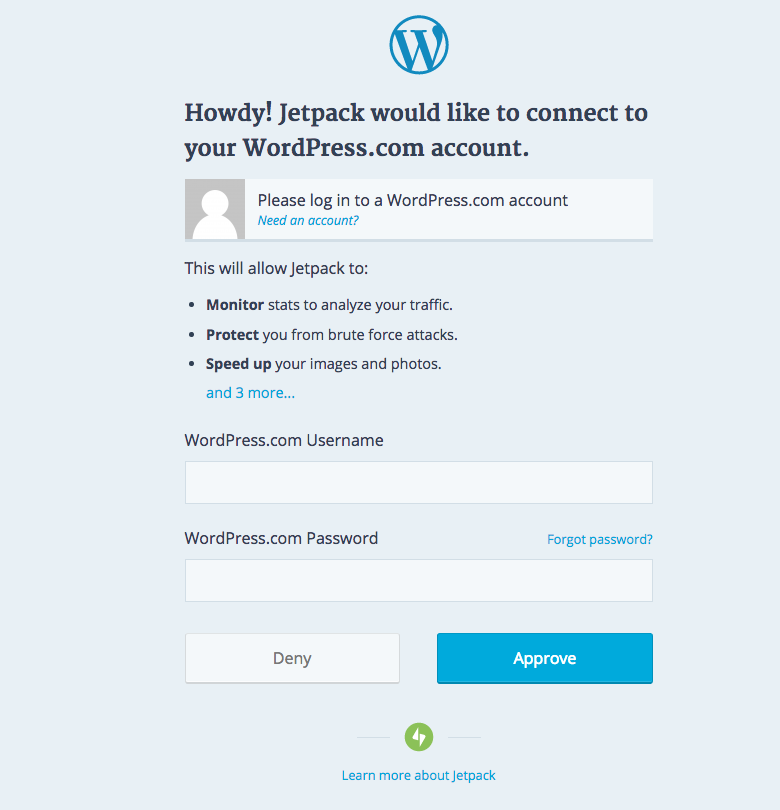 Howdy! Jetpack would like to connect to
your WordPress.com account.
Please log in to a WordPress.com account
Need an account?
This will allow Jetpack to:
• Monitor stats to analyze your traffic.
• Protect you from brute force attacks.
• Speed up your images and photos.
and 3 more...
WordPress.com Username
WordPress.com Password
Forgot password?
Deny
Approve
Learn more about Jetpack